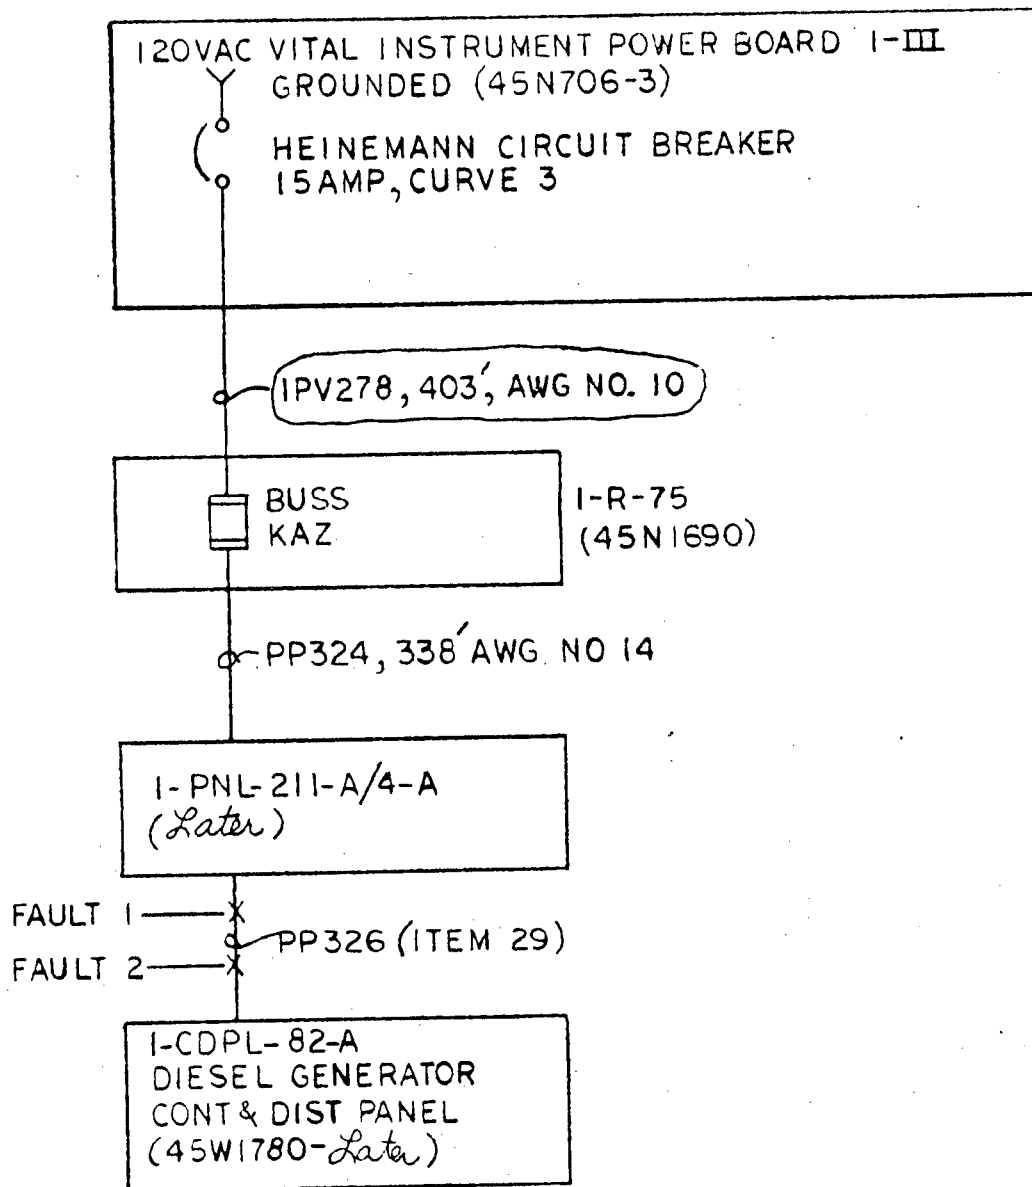 120VAC VITAL INSTRUMENT POWER BOARD 1-III
GROUNDED (45N706-3)
HEINEMANN CIRCUIT BREAKER
15AMP, CURVE 3
1PV278, 403', AWG NO. 10
BUSS
KAZ
1-R-75
(45N1690)
PP324, 338' AWG NO 14
1-PNL-211-A/4-A
(Later)
FAULT 1
PP326 (ITEM 29)
FAULT 2
1-CDPL-82-A
DIESEL GENERATOR
CONT & DIST PANEL
(45W1780-Later)